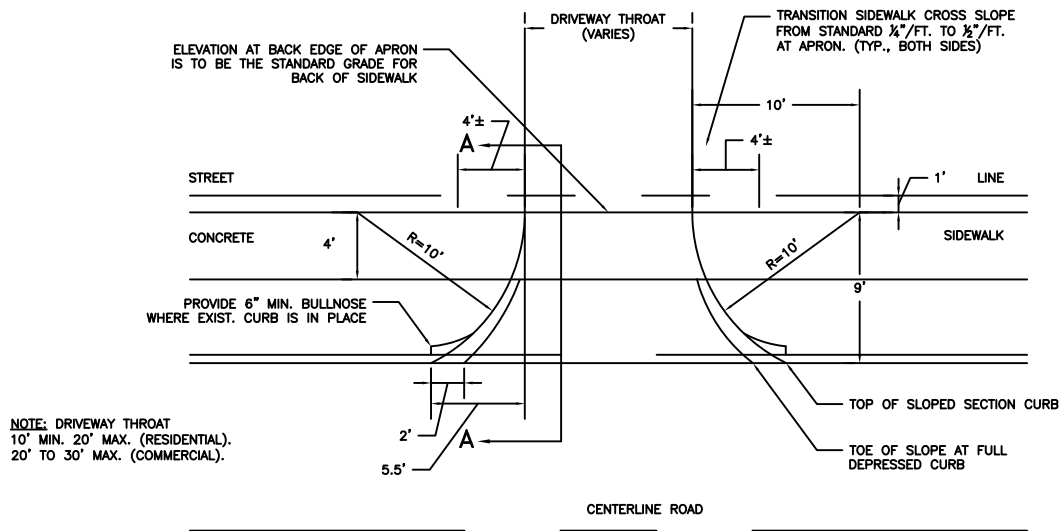 DRIVEWAY THROAT
(VARIES)
TRANSITION SIDEWALK CROSS SLOPE
FROM STANDARD ¼"/FT. TO ½"/FT.
AT APRON. (TYP., BOTH SIDES)
ELEVATION AT BACK EDGE OF APRON
IS TO BE THE STANDARD GRADE FOR
BACK OF SIDEWALK
10'
4'±
A
4'±
STREET
1'
LINE
CONCRETE
4'
R=10'
R=10'
SIDEWALK
9'
PROVIDE 6" MIN. BULLNOSE
WHERE EXIST. CURB IS IN PLACE
TOP OF SLOPED SECTION CURB
NOTE: DRIVEWAY THROAT
10' MIN. 20' MAX. (RESIDENTIAL).
20' TO 30' MAX. (COMMERCIAL).
2'
A
5.5'
TOE OF SLOPE AT FULL
DEPRESSED CURB
CENTERLINE ROAD